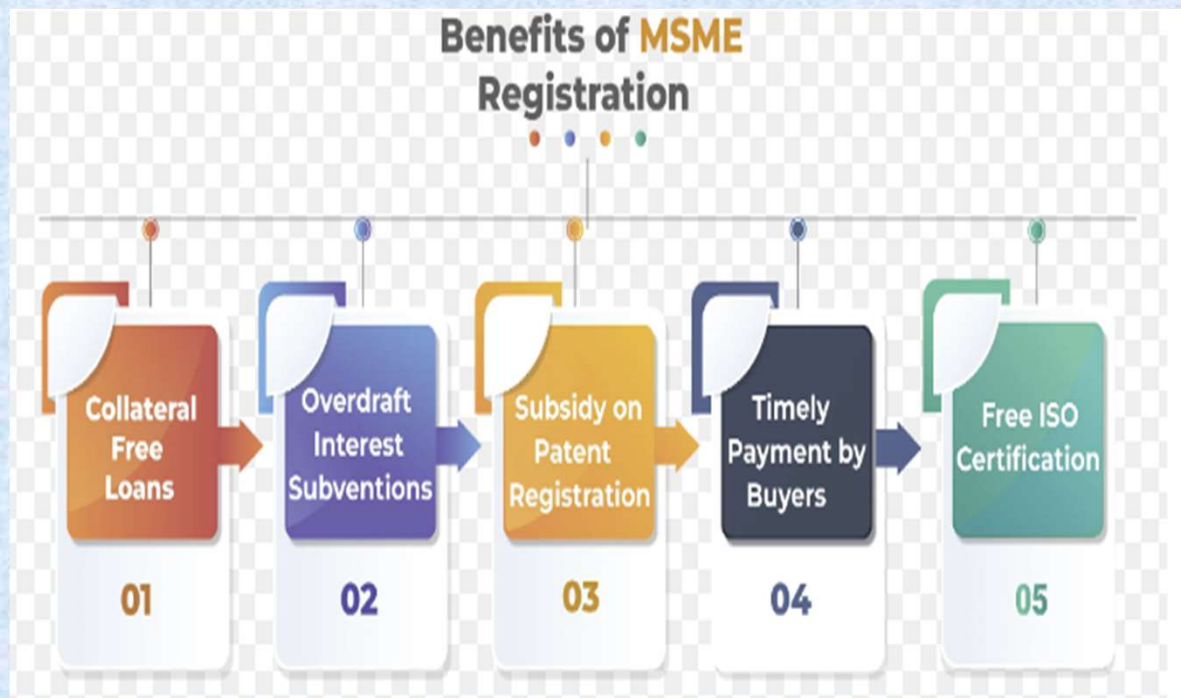 Benefits of MSME
Registration
Collateral
Free
Loans
01
Overdraft
Interest
Subventions
02
Subsidy on
Patent
Registration
03
Timely
Payment by
Buyers
04
Free ISO
Certification
05